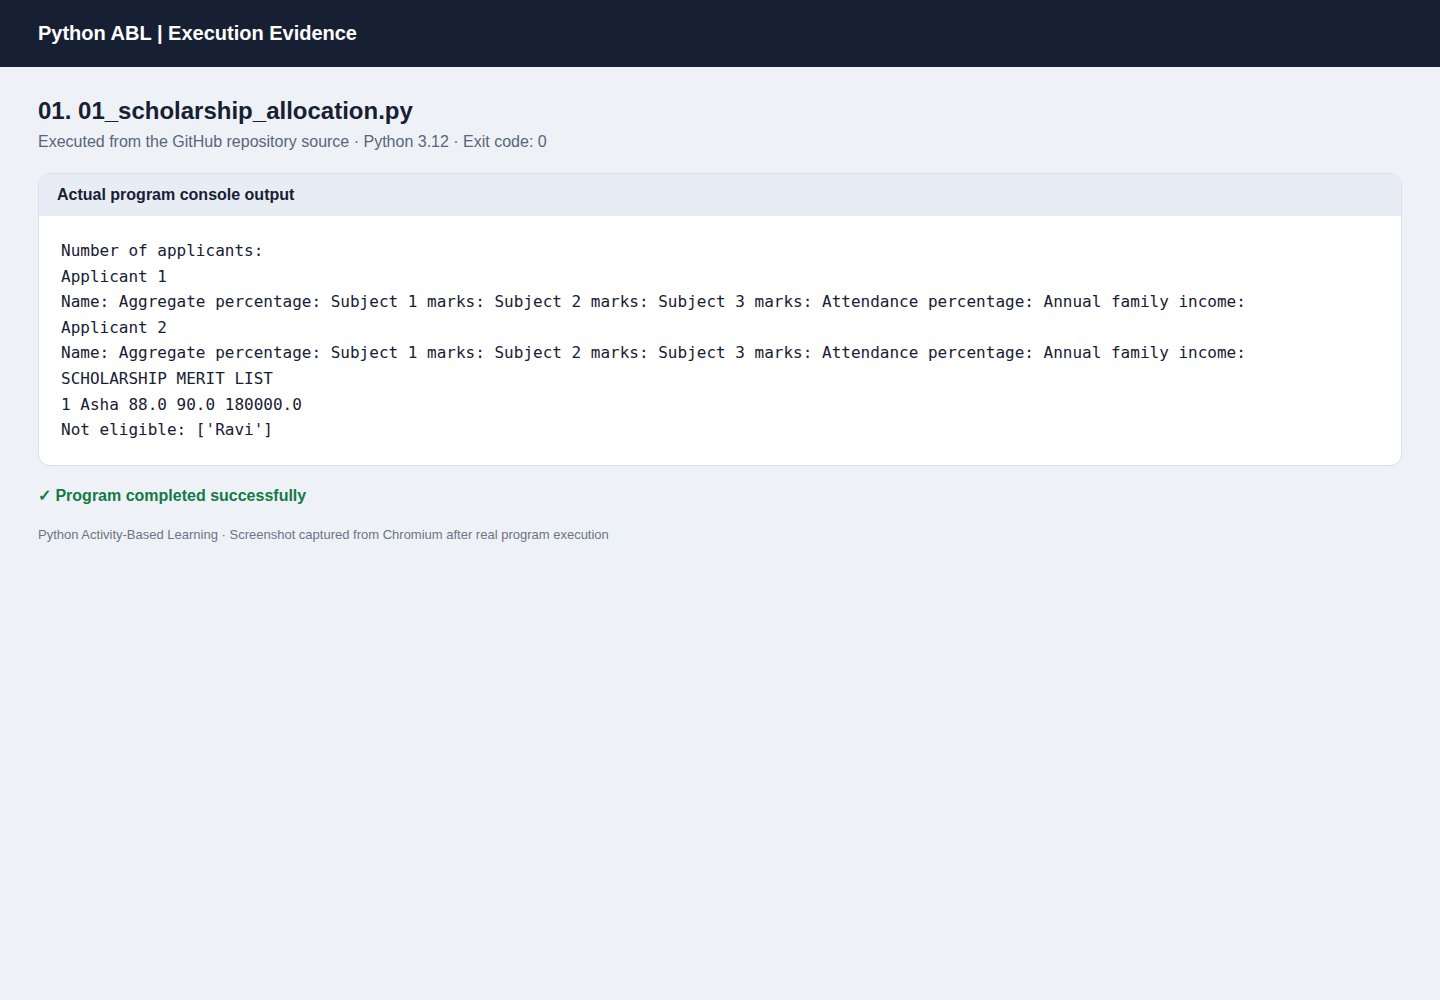 Python ABL | Execution Evidence
01. 01_scholarship_allocation.py
Executed from the GitHub repository source · Python 3.12 · Exit code: 0
Actual program console output
Number of applicants:
Applicant 1
Name: Aggregate percentage: Subject 1 marks: Subject 2 marks: Subject 3 marks: Attendance percentage: Annual family income:
Applicant 2
Name: Aggregate percentage: Subject 1 marks: Subject 2 marks: Subject 3 marks: Attendance percentage: Annual family income:
SCHOLARSHIP MERIT LIST
1 Asha 88.0 90.0 180000.0
Not eligible: ['Ravi']
✓ Program completed successfully
Python Activity-Based Learning · Screenshot captured from Chromium after real program execution